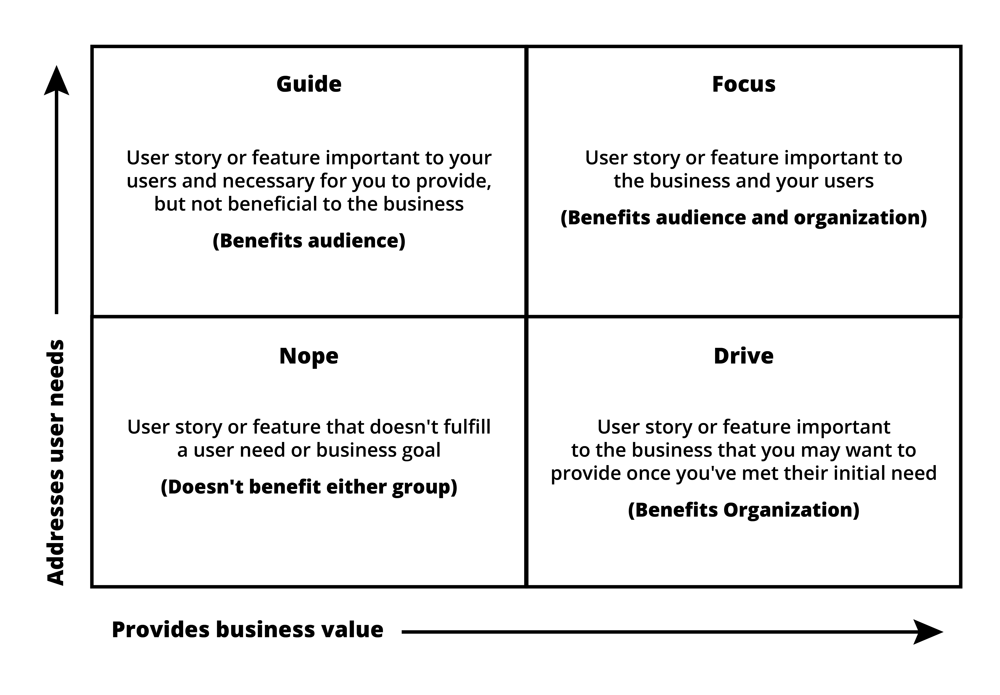 Guide
User story or feature important to your
users and necessary for you to provide,
but not beneficial to the business
(Benefits audience)
Focus
User story or feature important to
the business and your users
(Benefits audience and organization)
Nope
User story or feature that doesn't fulfill
a user need or business goal
(Doesn't benefit either group)
Drive
User story or feature important
to the business that you may want to
provide once you've met their initial need
(Benefits Organization)
Addresses user needs
Provides business value